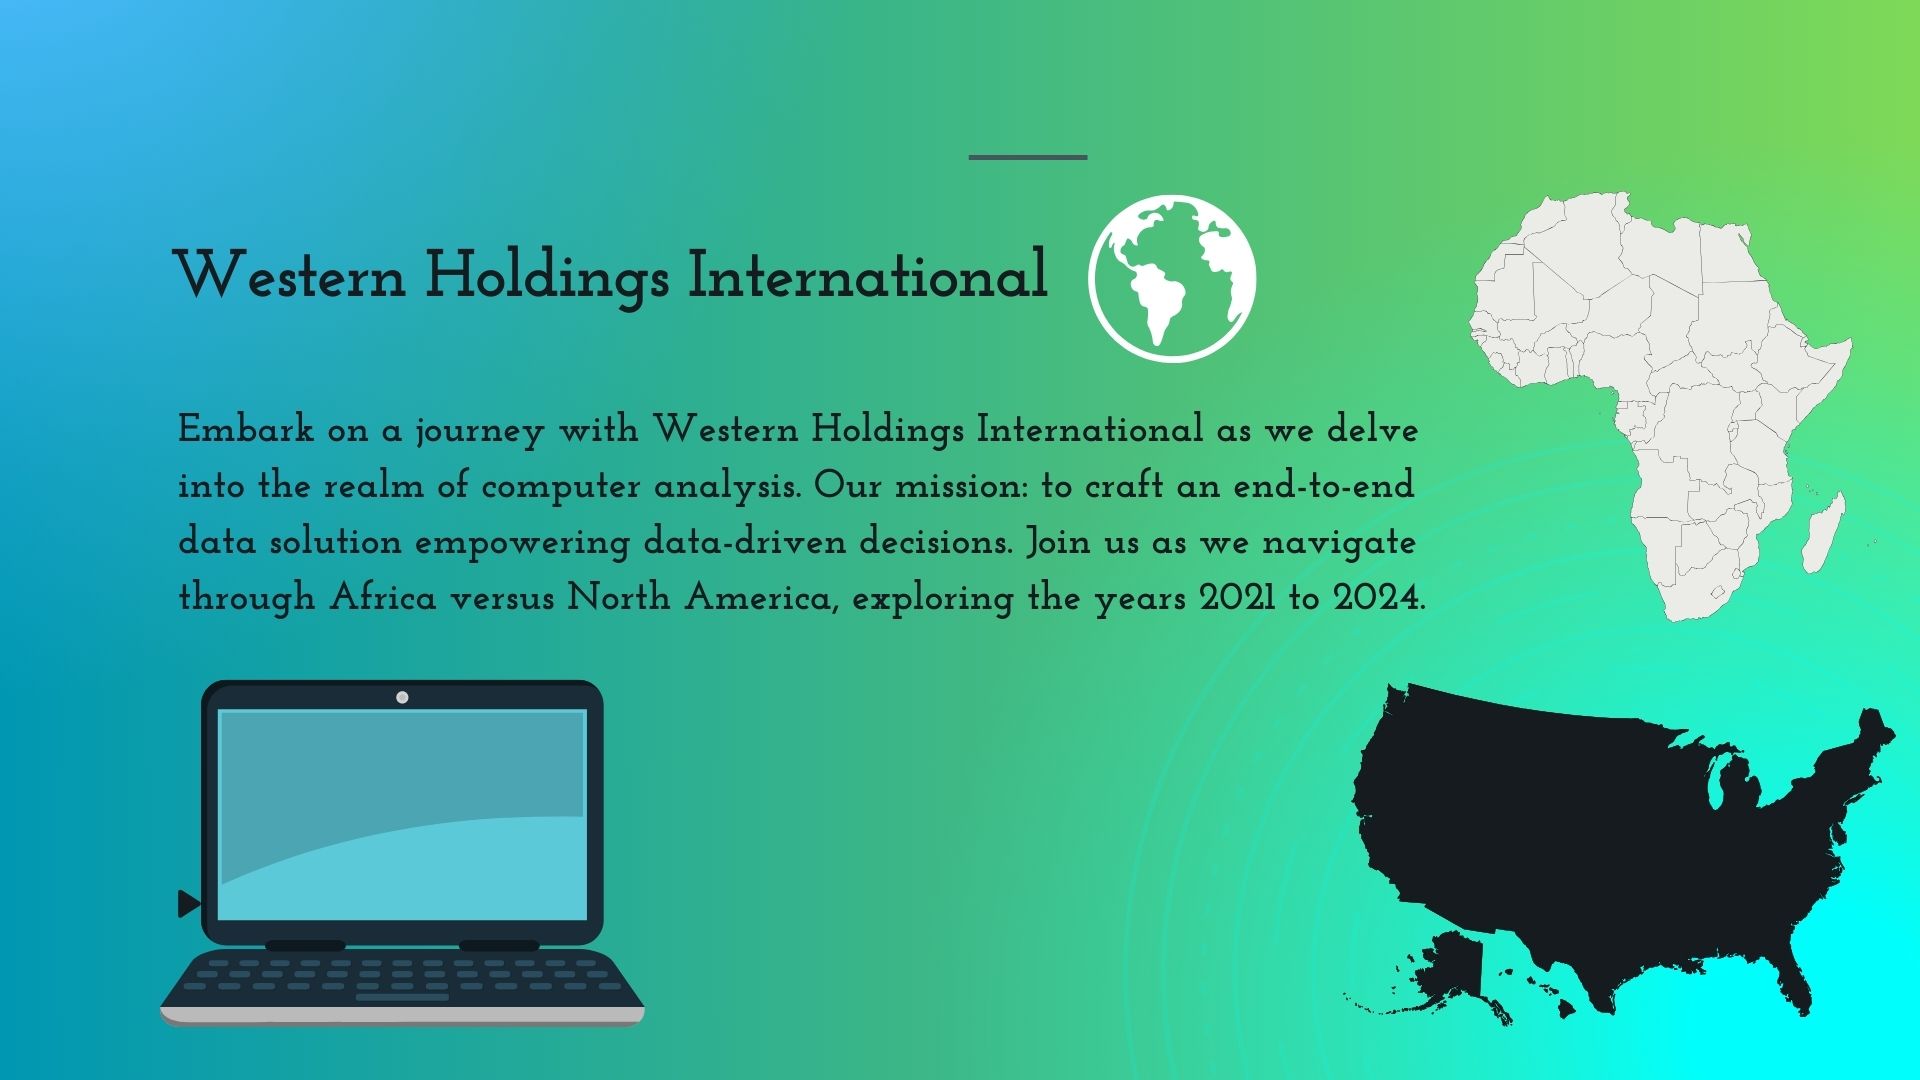 Western Holdings International
Embark on a journey with Western Holdings International as we delve
into the realm of computer analysis. Our mission: to craft an end-to-end
data solution empowering data-driven decisions. Join us as we navigate
through Africa versus North America, exploring the years 2021 to 2024.